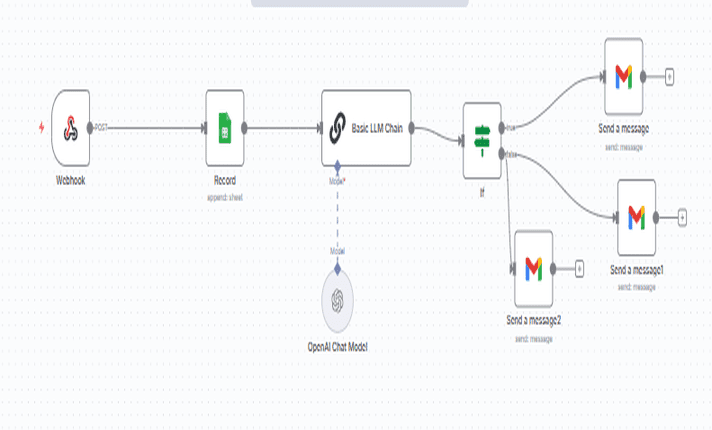 POST
Webhook
Record
append: sheet
Basic LLM Chain
Model*
Model
OpenAI Chat Model
If
true
false
Send a message
send: message
Send a message1
send: message
Send a message2
send: message